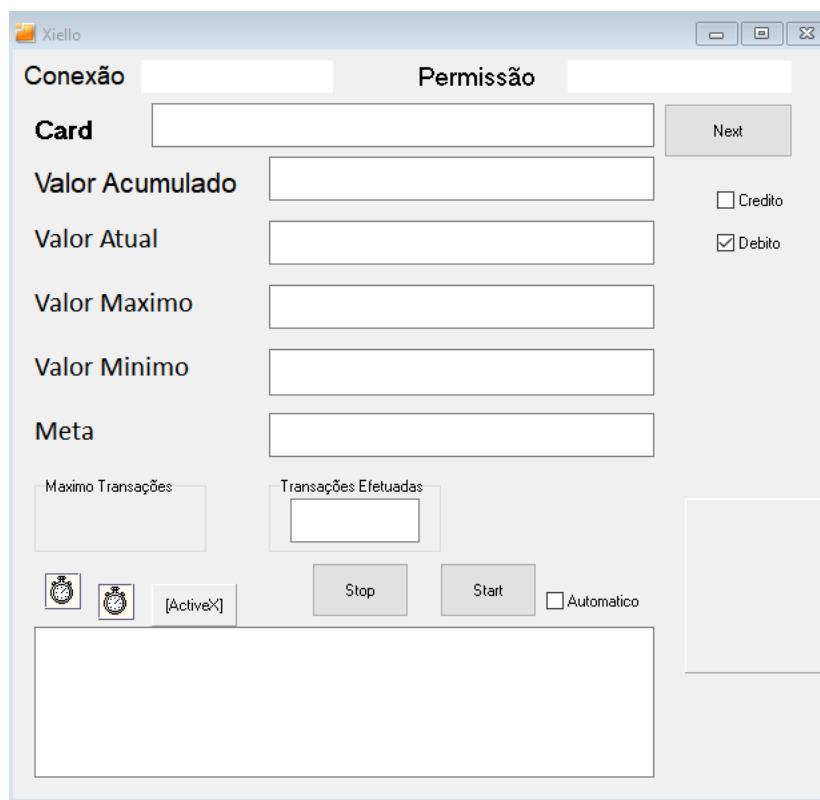 Xiello
Conexão Permissão
Card Next
Valor Acumulado
Credito
Valor Atual
Debito
Valor Maximo
Valor Minimo
Meta
Maximo Transações Transações Efetuadas
[ActiveX] Stop Start Automatico